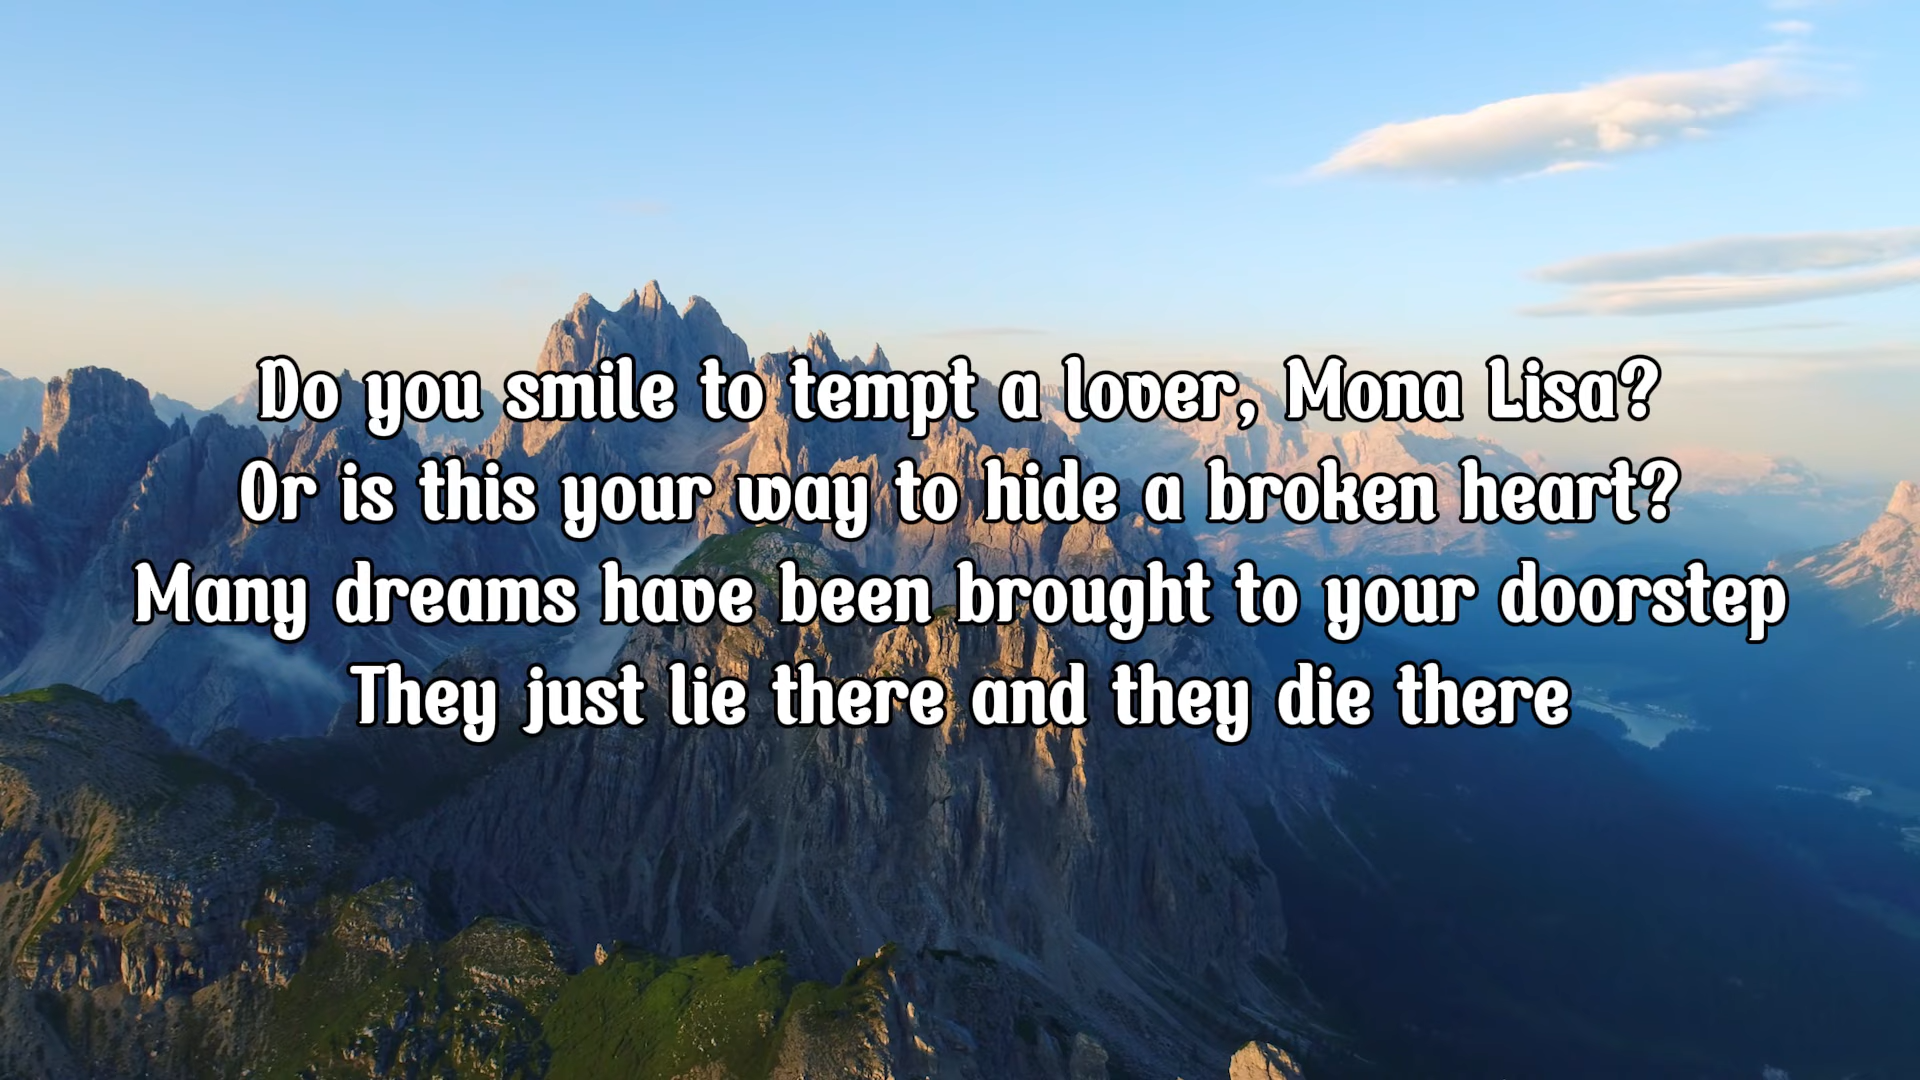 Do you smile to tempt a lover, Mona Lisa?
Or is this your way to hide a broken heart?
Many dreams have been brought to your doorstep
They just lie there and they die there